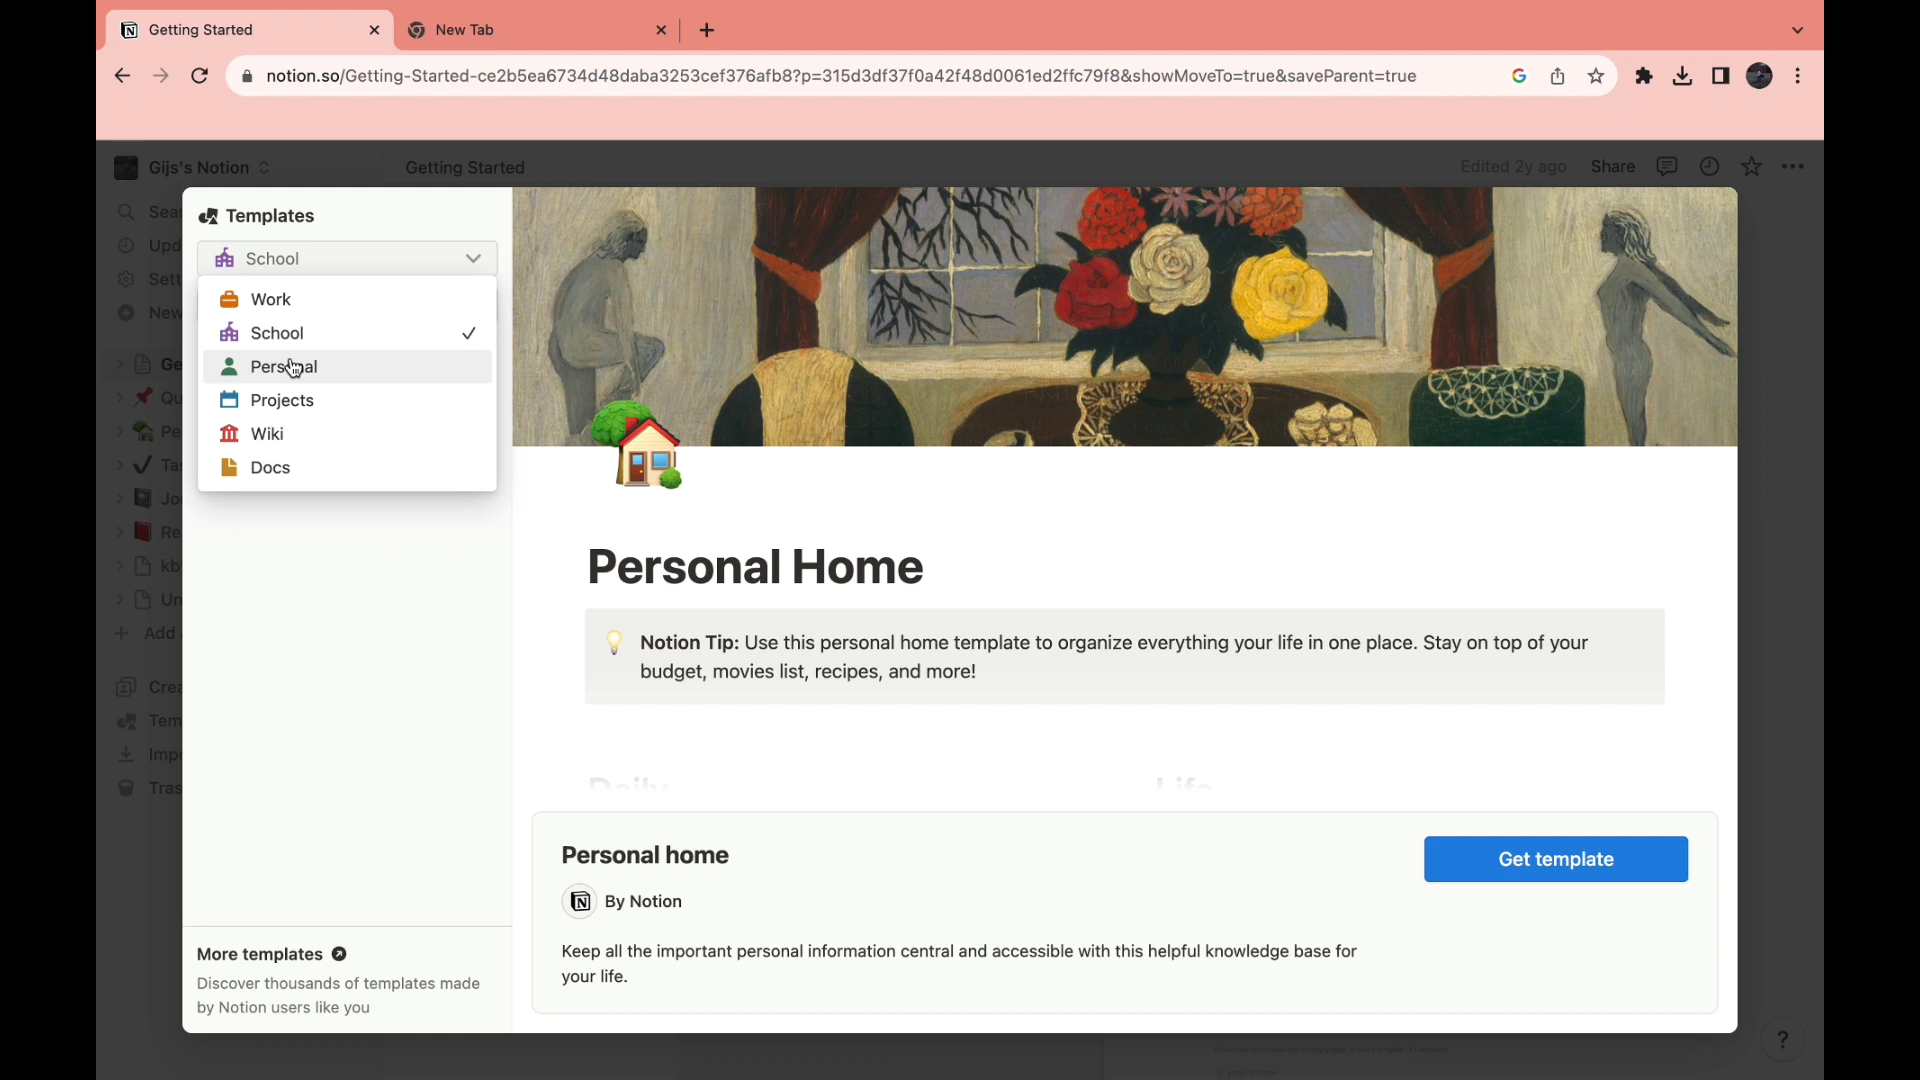 Getting Started
New Tab
notion.so/Getting-Started-ce2b5ea6734d48daba3253cef376afb8?p=315d3df37f0a42f48d0061ed2ffc79f8&showMoveTo=true&saveParent=true
Gijs's Notion
Getting Started
Edited 2y ago
Share
Templates
School
Work
School
Personal
Projects
Wiki
Docs
Personal Home
Notion Tip: Use this personal home template to organize everything your life in one place. Stay on top of your
budget, movies list, recipes, and more!
Daily
Life
Personal home
By Notion
Keep all the important personal information central and accessible with this helpful knowledge base for
your life.
Get template
More templates
Discover thousands of templates made
by Notion users like you